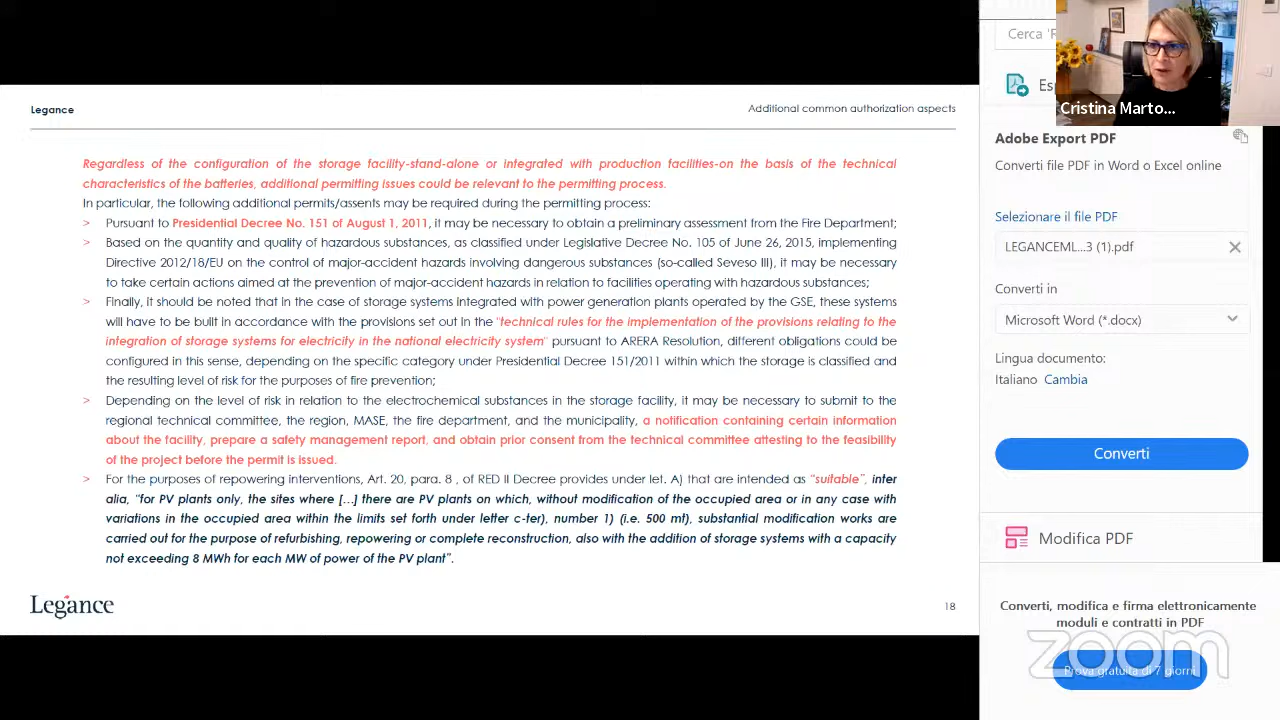 Legance
Additional common authorization aspects
Regardless of the configuration of the storage facility-stand-alone or integrated with production facilities-on the basis of the technical
characteristics of the batteries, additional permitting issues could be relevant to the permitting process.
In particular, the following additional permits/assents may be required during the permitting process:
> Pursuant to Presidential Decree No. 151 of August 1, 2011, it may be necessary to obtain a preliminary assessment from the Fire Department;
> Based on the quantity and quality of hazardous substances, as classified under Legislative Decree No. 105 of June 26, 2015, implementing
Directive 2012/18/EU on the control of major-accident hazards involving dangerous substances (so-called Seveso III), it may be necessary
to take certain actions aimed at the prevention of major-accident hazards in relation to facilities operating with hazardous substances;
> Finally, it should be noted that in the case of storage systems integrated with power generation plants operated by the GSE, these systems
will have to be built in accordance with the provisions set out in the "technical rules for the implementation of the provisions relating to the
integration of storage systems for electricity in the national electricity system" pursuant to ARERA Resolution, different obligations could be
configured in this sense, depending on the specific category under Presidential Decree 151/2011 within which the storage is classified and
the resulting level of risk for the purposes of fire prevention;
> Depending on the level of risk in relation to the electrochemical substances in the storage facility, it may be necessary to submit to the
regional technical committee, the region, MASE, the fire department, and the municipality, a notification containing certain information
about the facility, prepare a safety management report, and obtain prior consent from the technical committee attesting to the feasibility
of the project before the permit is issued.
> For the purposes of repowering interventions, Art. 20, para. 8 , of RED II Decree provides under let. A) that are intended as "suitable", inter
alia, "for PV plants only, the sites where [...] there are PV plants on which, without modification of the occupied area or in any case with
variations in the occupied area within the limits set forth under letter c-ter), number 1) (i.e. 500 mt), substantial modification works are
carried out for the purpose of refurbishing, repowering or complete reconstruction, also with the addition of storage systems with a capacity
not exceeding 8 MWh for each MW of power of the PV plant".
Legance
18
Cerca
Cristina Marto...
Adobe Export PDF
Converti file PDF in Word o Excel online
Selezionare il file PDF
LEGANCEML...3 (1).pdf
Converti in
Microsoft Word (*.docx)
Lingua documento:
Italiano Cambia
Converti
Modifica PDF
Converti, modifica e firma elettronicamente
moduli e contratti in PDF
zoom
Prova gratuita di 7 giorni